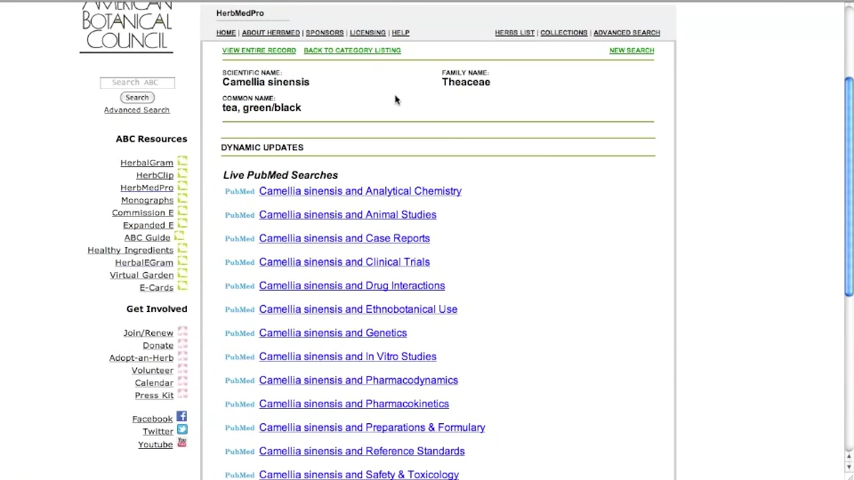 AMERICAN
BOTANICAL
COUNCIL
Search ABC
Search
Advanced Search
ABC Resources
HerbalGram
HerbClip
HerbMedPro
Monographs
Commission E
Expanded E
ABC Guide
Healthy Ingredients
HerbalEGram
Virtual Garden
E-Cards
Get Involved
Join/Renew
Donate
Adopt-an-Herb
Volunteer
Calendar
Press Kit
Facebook
Twitter
Youtube
HerbMedPro
HOME | ABOUT HERBMED | SPONSORS | LICENSING | HELP
HERBS LIST | COLLECTIONS | ADVANCED SEARCH
VIEW ENTIRE RECORD BACK TO CATEGORY LISTING
NEW SEARCH
SCIENTIFIC NAME:
Camellia sinensis
FAMILY NAME:
Theaceae
COMMON NAME:
tea, green/black
DYNAMIC UPDATES
Live PubMed Searches
PubMed Camellia sinensis and Analytical Chemistry
PubMed Camellia sinensis and Animal Studies
PubMed Camellia sinensis and Case Reports
PubMed Camellia sinensis and Clinical Trials
PubMed Camellia sinensis and Drug Interactions
PubMed Camellia sinensis and Ethnobotanical Use
PubMed Camellia sinensis and Genetics
PubMed Camellia sinensis and In Vitro Studies
PubMed Camellia sinensis and Pharmacodynamics
PubMed Camellia sinensis and Pharmacokinetics
PubMed Camellia sinensis and Preparations & Formulary
PubMed Camellia sinensis and Reference Standards
PubMed Camellia sinensis and Safety & Toxicology